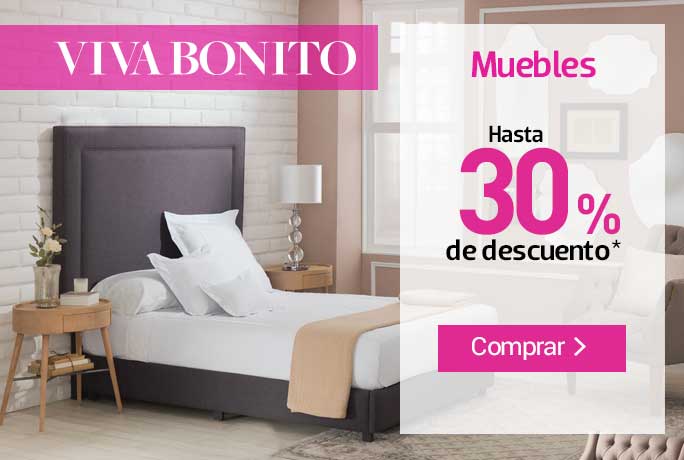 VIVA BONITO
Muebles
Hasta
30%
de descuento*
Comprar >